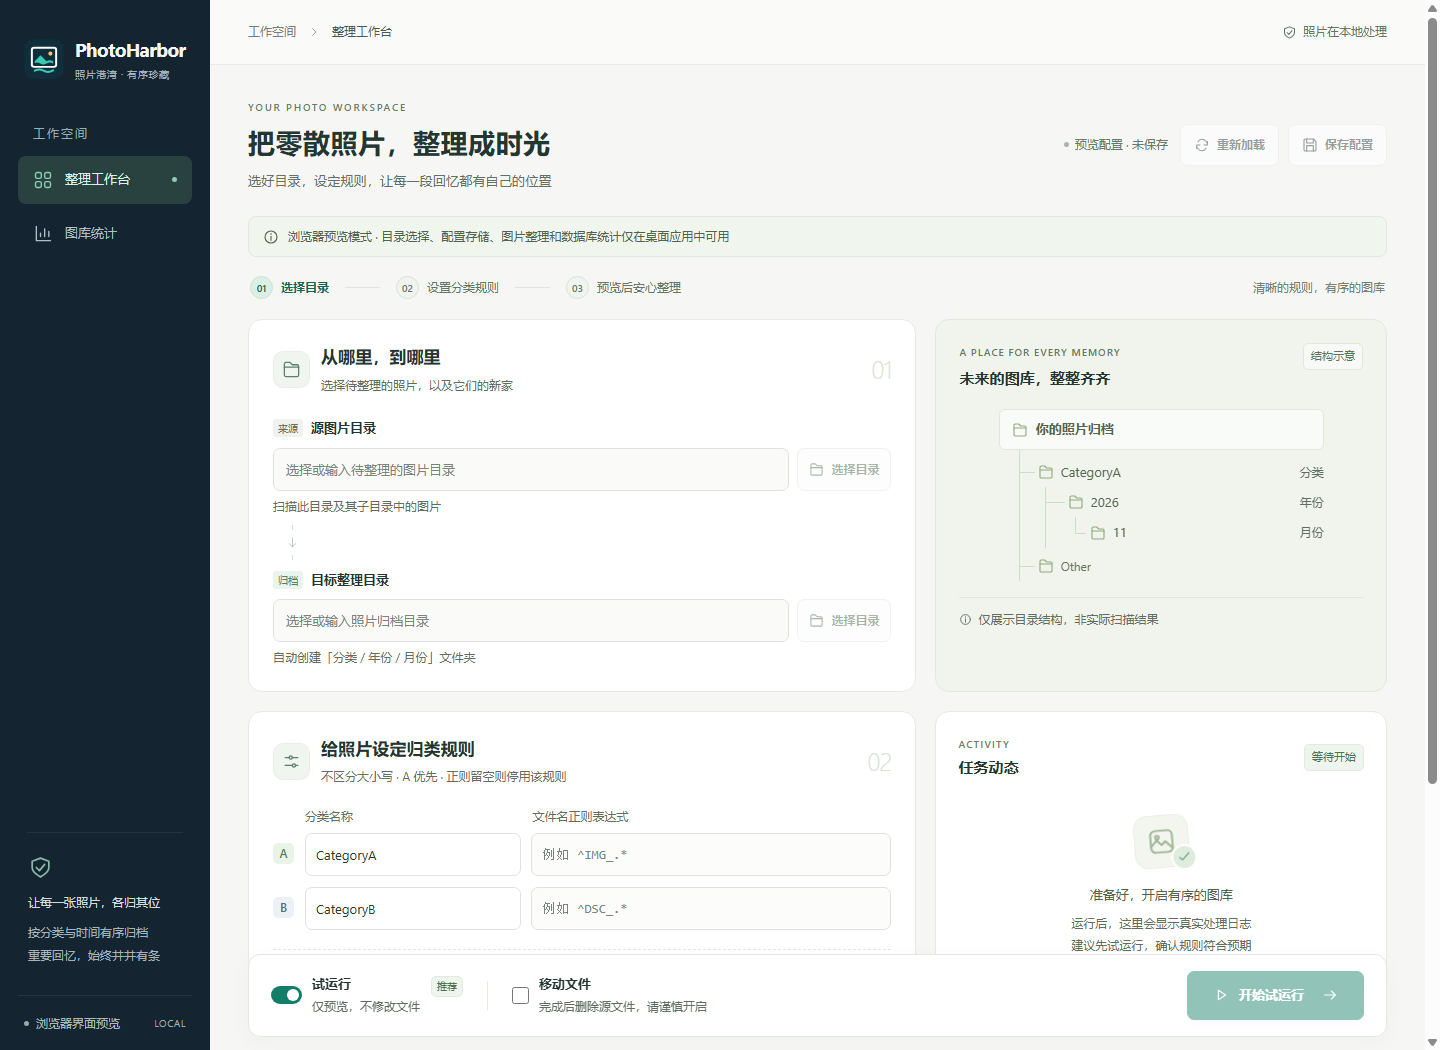 PhotoHarbor
照片港湾 · 有序珍藏
工作空间
整理工作台
图库统计
让每一张照片，各归其位
按分类与时间有序归档
重要回忆，始终井井有条
浏览器界面预览
LOCAL
工作空间
整理工作台
照片在本地处理
YOUR PHOTO WORKSPACE
把零散照片，整理成时光
选好目录，设定规则，让每一段回忆都有自己的位置
预览配置 · 未保存
重新加载
保存配置
浏览器预览模式 · 目录选择、配置存储、图片整理和数据库统计仅在桌面应用中可用
01 选择目录
02 设置分类规则
03 预览后安心整理
清晰的规则，有序的图库
从哪里，到哪里
选择待整理的照片，以及它们的新家
01
来源 源图片目录
选择或输入待整理的图片目录
选择目录
扫描此目录及其子目录中的图片
归档 目标整理目录
选择或输入照片归档目录
选择目录
自动创建「分类 / 年份 / 月份」文件夹
A PLACE FOR EVERY MEMORY
未来的图库，整整齐齐
结构示意
你的照片归档
CategoryA 分类
2026 年份
11 月份
Other
仅展示目录结构，非实际扫描结果
给照片设定归类规则
不区分大小写 · A 优先 · 正则留空则停用该规则
02
分类名称 文件名正则表达式
A CategoryA 例如 ^IMG_.*
B CategoryB 例如 ^DSC_.*
ACTIVITY
任务动态
等待开始
准备好，开启有序的图库
运行后，这里会显示真实处理日志
建议先试运行，确认规则符合预期
试运行
推荐
仅预览，不修改文件
移动文件
完成后删除源文件，请谨慎开启
开始试运行